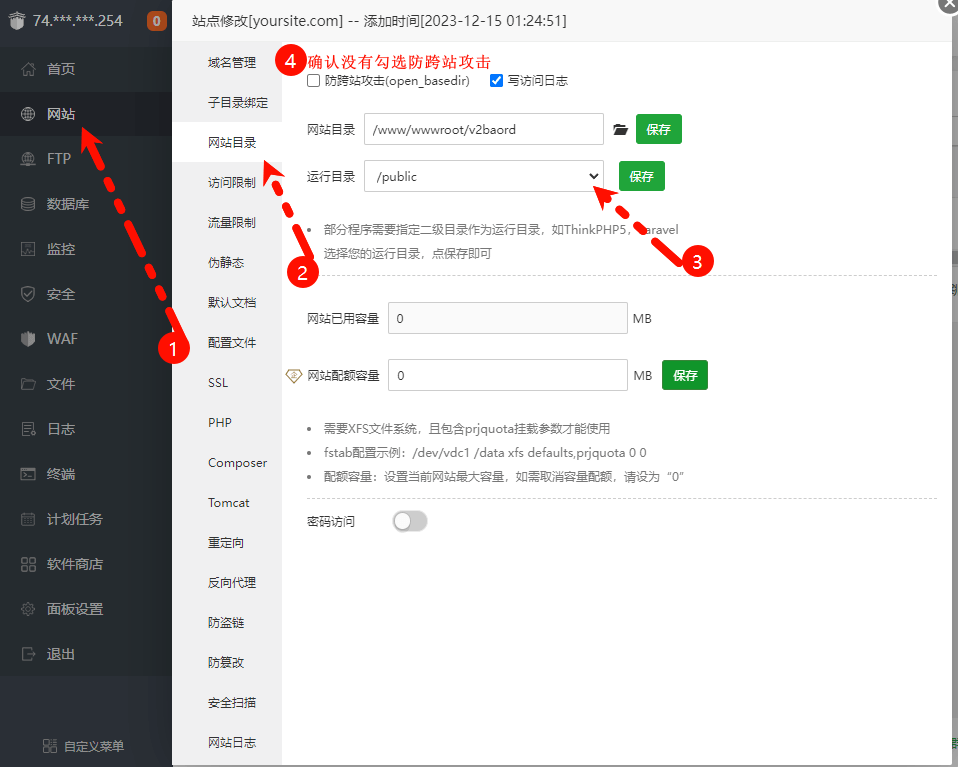 74.***.***.254
0
首页
网站
FTP
数据库
监控
安全
WAF
文件
日志
终端
计划任务
软件商店
面板设置
退出
自定义菜单
站点修改[yoursite.com] -- 添加时间[2023-12-15 01:24:51]
域名管理
子目录绑定
网站目录
访问限制
流量限制
伪静态
默认文档
配置文件
SSL
PHP
Composer
Tomcat
重定向
反向代理
防盗链
防篡改
安全扫描
网站日志
4 确认没有勾选防跨站攻击
防跨站攻击(open_basedir) 写访问日志
网站目录 /www/wwwroot/v2baord 保存
运行目录 /public 保存
部分程序需要指定二级目录作为运行目录，如ThinkPHP5，Laravel
选择您的运行目录，点保存即可
1
2
3
网站已用容量 0 MB
网站配额容量 0 MB 保存
需要XFS文件系统，且包含prjquota挂载参数才能使用
fstab配置示例：/dev/vdc1 /data xfs defaults,prjquota 0 0
配额容量：设置当前网站最大容量，如需取消容量配额，请设为“0”
密码访问